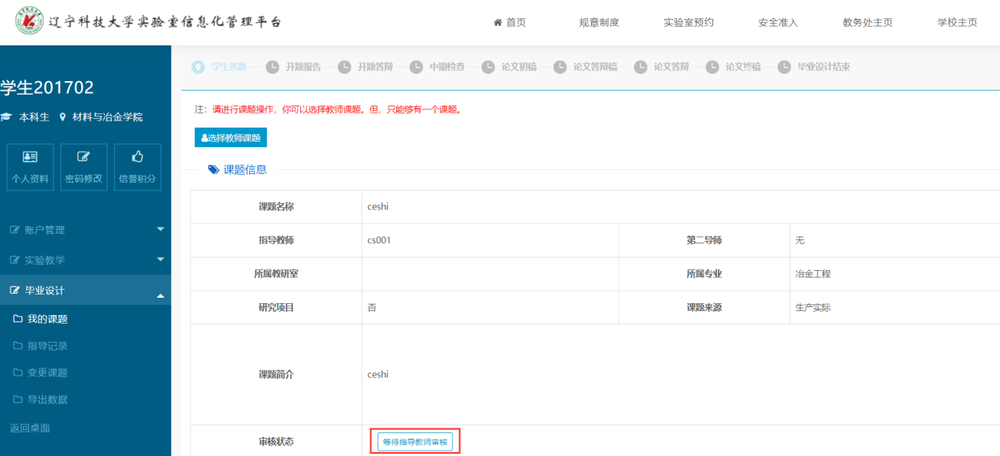 辽宁科技大学实验室信息化管理平台 首页 规章制度 实验室预约 安全准入 教务处主页 学校主页
学生选题 开题报告 开题答辩 中期检查 论文初稿 论文答辩稿 论文答辩 论文终稿 毕业设计结束
学生201702
本科生 材料与冶金学院
个人资料 密码修改 信誉积分
账户管理
实验教学
毕业设计
我的课题
指导记录
变更课题
导出数据
返回桌面
注：请进行课题操作，你可以选择教师课题。但，只能够有一个课题。
选择教师课题
课题信息
课题名称 ceshi
指导教师 cs001 第二导师 无
所属教研室 所属专业 冶金工程
研究项目 否 课题来源 生产实际
课题简介 ceshi
审核状态 等待指导教师审核